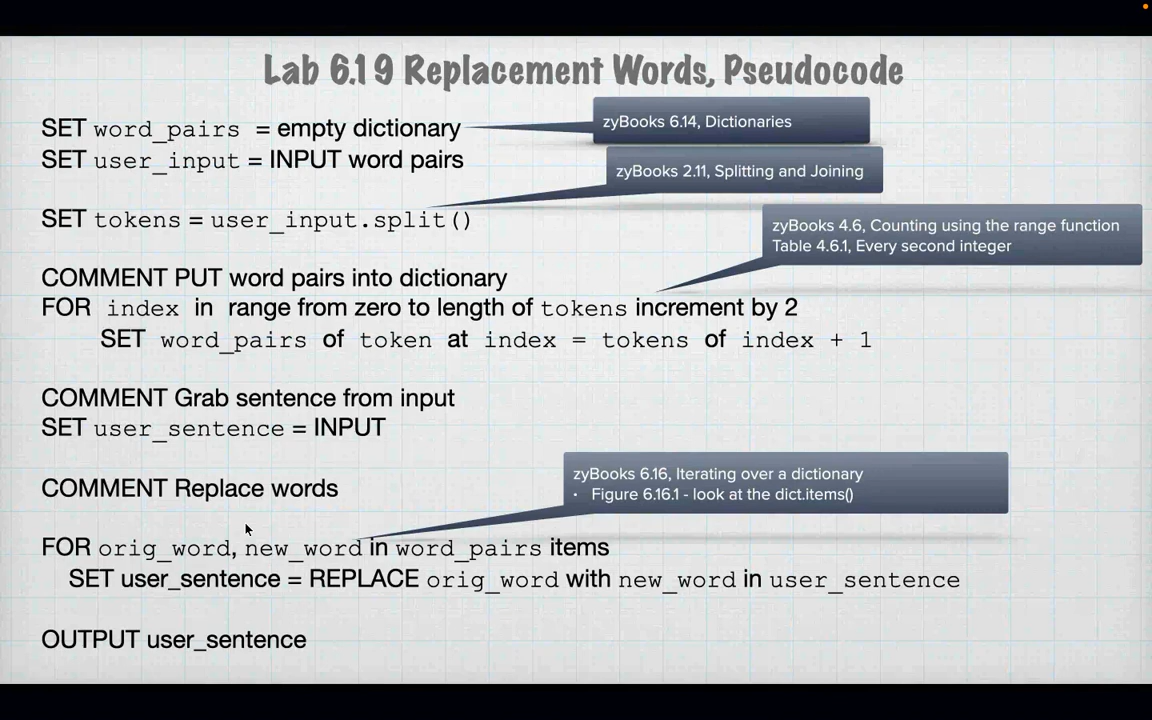 Lab 6.19 Replacement Words, Pseudocode
SET word_pairs = empty dictionary
zyBooks 6.14, Dictionaries
SET user_input = INPUT word pairs
zyBooks 2.11, Splitting and Joining
SET tokens = user_input.split()
zyBooks 4.6, Counting using the range function
Table 4.6.1, Every second integer
COMMENT PUT word pairs into dictionary
FOR index in range from zero to length of tokens increment by 2
SET word_pairs of token at index = tokens of index + 1
COMMENT Grab sentence from input
SET user_sentence = INPUT
zyBooks 6.16, Iterating over a dictionary
• Figure 6.16.1 - look at the dict.items()
COMMENT Replace words
FOR orig_word, new_word in word_pairs items
SET user_sentence = REPLACE orig_word with new_word in user_sentence
OUTPUT user_sentence